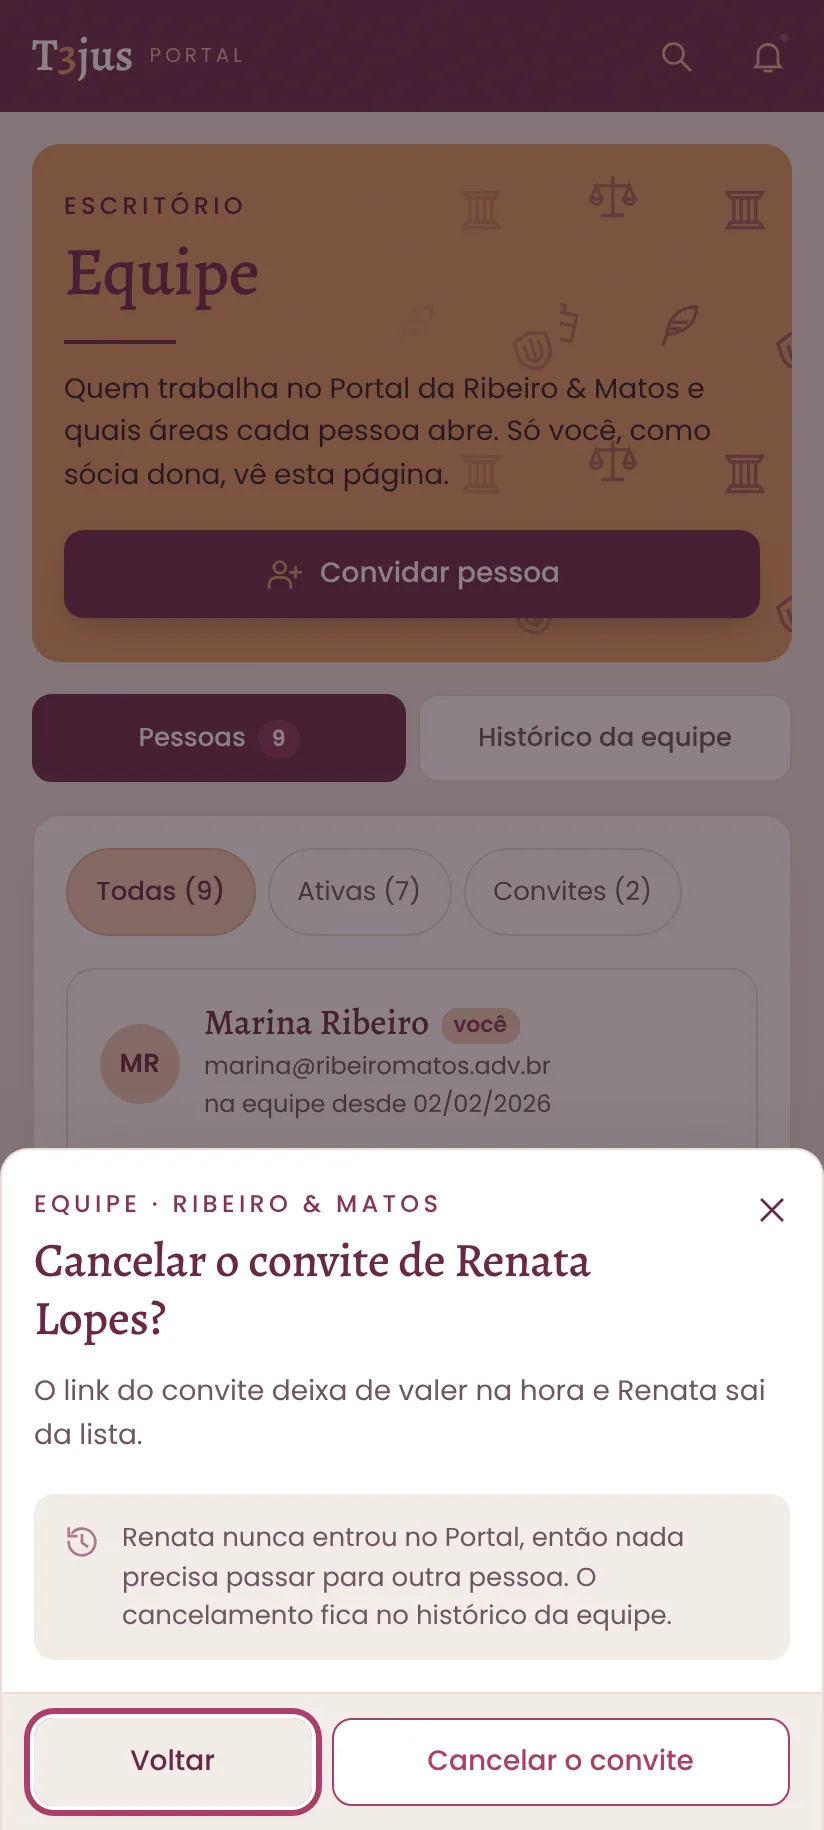 T3jus PORTAL
ESCRITÓRIO
Equipe
Quem trabalha no Portal da Ribeiro & Matos e
quais áreas cada pessoa abre. Só você, como
sócia dona, vê esta página.
Convidar pessoa
Pessoas 9
Histórico da equipe
Todas (9)
Ativas (7)
Convites (2)
MR
Marina Ribeiro você
marina@ribeiromatos.adv.br
na equipe desde 02/02/2026
EQUIPE · RIBEIRO & MATOS
Cancelar o convite de Renata
Lopes?
O link do convite deixa de valer na hora e Renata sai
da lista.
Renata nunca entrou no Portal, então nada
precisa passar para outra pessoa. O
cancelamento fica no histórico da equipe.
Voltar
Cancelar o convite